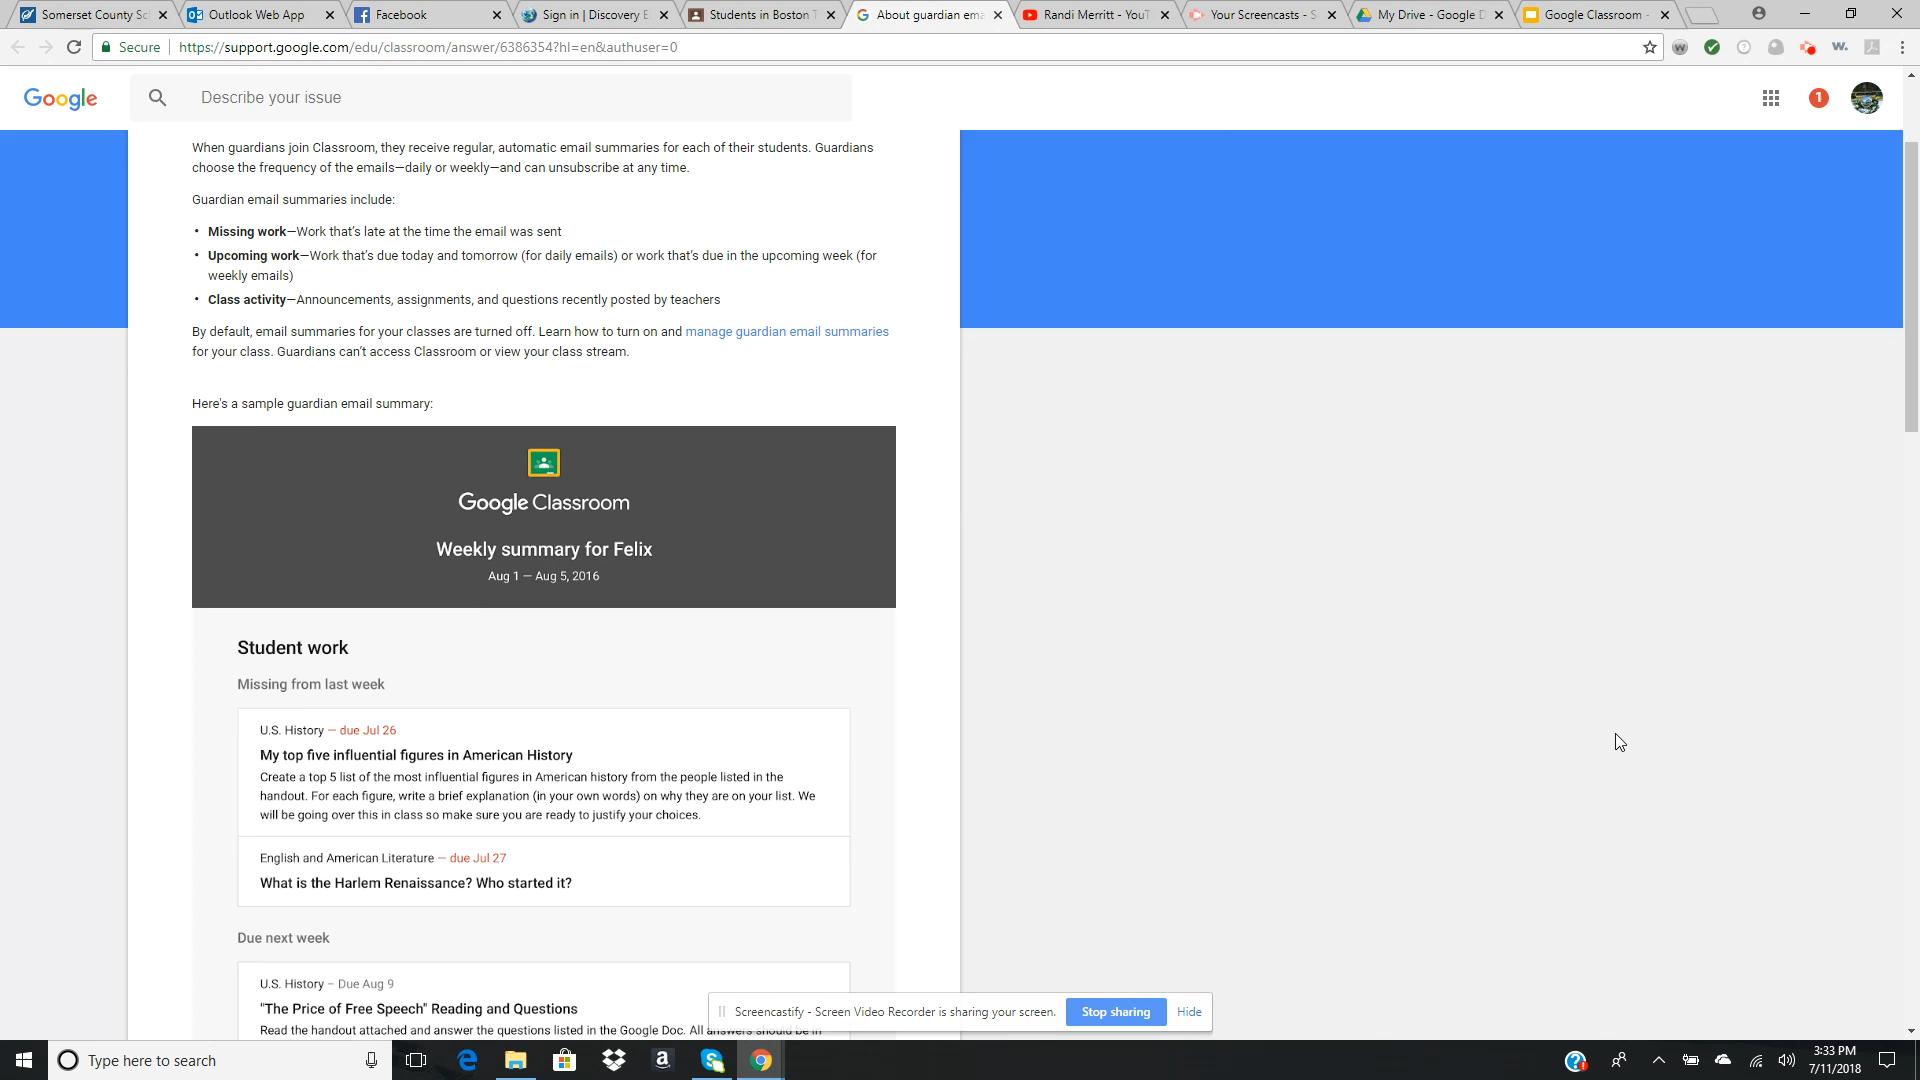 Somerset County Sc
Outlook Web App
Facebook
Sign in | Discovery E
Students in Boston T
About guardian ema
Randi Merritt - YouT
Your Screencasts - S
My Drive - Google D
Google Classroom -
Secure
https://support.google.com/edu/classroom/answer/6386354?hl=en&authuser=0
Google
Describe your issue
1
When guardians join Classroom, they receive regular, automatic email summaries for each of their students. Guardians
choose the frequency of the emails—daily or weekly—and can unsubscribe at any time.
Guardian email summaries include:
• Missing work—Work that's late at the time the email was sent
• Upcoming work—Work that's due today and tomorrow (for daily emails) or work that's due in the upcoming week (for
weekly emails)
• Class activity—Announcements, assignments, and questions recently posted by teachers
By default, email summaries for your classes are turned off. Learn how to turn on and manage guardian email summaries
for your class. Guardians can't access Classroom or view your class stream.
Here's a sample guardian email summary:
Google Classroom
Weekly summary for Felix
Aug 1 — Aug 5, 2016
Student work
Missing from last week
U.S. History — due Jul 26
My top five influential figures in American History
Create a top 5 list of the most influential figures in American history from the people listed in the
handout. For each figure, write a brief explanation (in your own words) on why they are on your list. We
will be going over this in class so make sure you are ready to justify your choices.
English and American Literature — due Jul 27
What is the Harlem Renaissance? Who started it?
Due next week
U.S. History – Due Aug 9
"The Price of Free Speech" Reading and Questions
Read the handout attached and answer the questions listed in the Google Doc. All answers should be in
Screencastify - Screen Video Recorder is sharing your screen.
Stop sharing
Hide
Type here to search
3:33 PM
7/11/2018